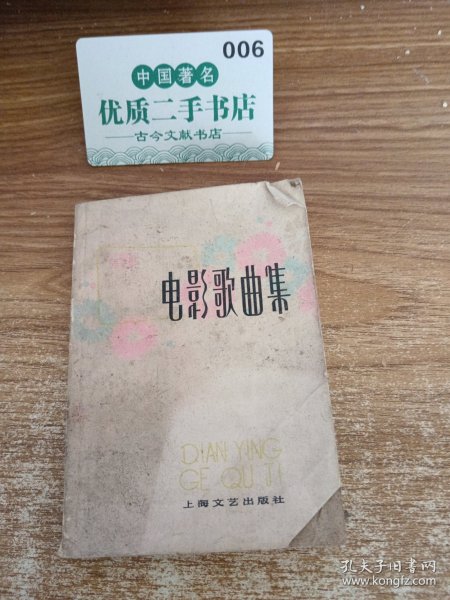 006
中国著名
优质二手书店
古今文献书店
电影歌曲集
DIAN YING
GE QU JI
上海文艺出版社
孔夫子旧书网
www.kongfz.com